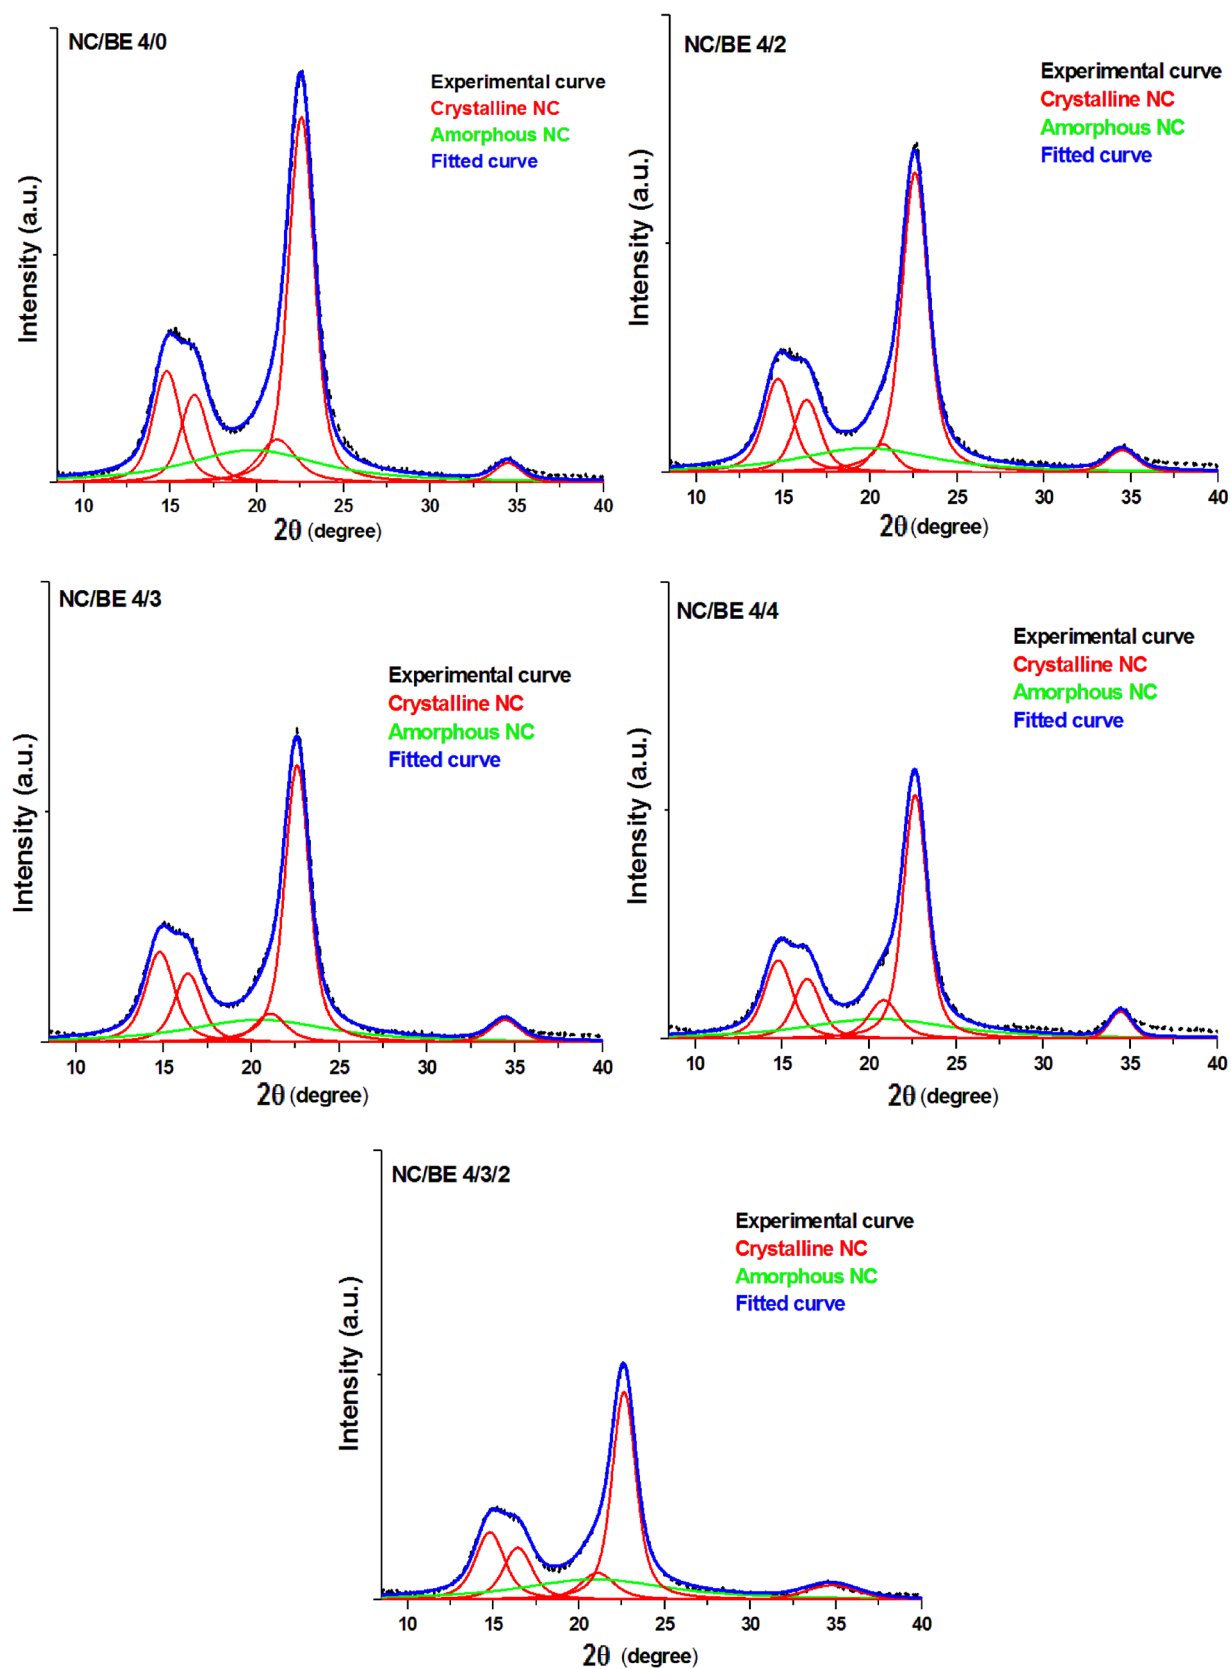 NC/BE 4/0
Experimental curve
Crystalline NC
Amorphous NC
Fitted curve
Intensity (a.u.)
10 15 20 25 30 35 40
2θ (degree)
NC/BE 4/2
Experimental curve
Crystalline NC
Amorphous NC
Fitted curve
Intensity (a.u.)
10 15 20 25 30 35 40
2θ (degree)
NC/BE 4/3
Experimental curve
Crystalline NC
Amorphous NC
Fitted curve
Intensity (a.u.)
10 15 20 25 30 35 40
2θ (degree)
NC/BE 4/4
Experimental curve
Crystalline NC
Amorphous NC
Fitted curve
Intensity (a.u.)
10 15 20 25 30 35 40
2θ (degree)
NC/BE 4/3/2
Experimental curve
Crystalline NC
Amorphous NC
Fitted curve
Intensity (a.u.)
10 15 20 25 30 35 40
2θ (degree)